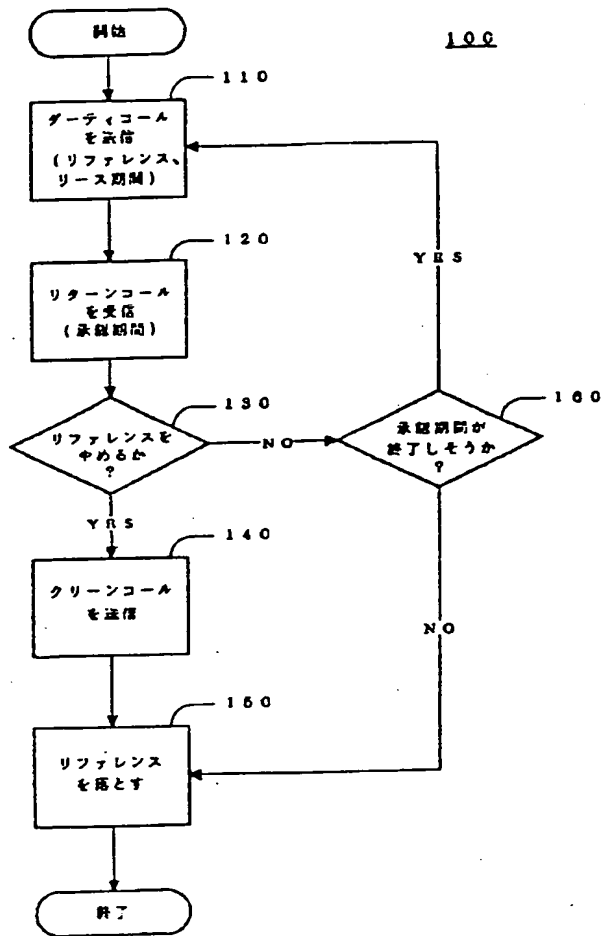 開始
100
110
ダーティコール
を送信
(リファレンス、
リース期間)
120
リターンコール
を受信
(承認期間)
130
リファレンスを
やめるか
?
NO
YES
160
承認期間が
終了しそうか
?
YES
NO
140
クリーンコール
を送信
150
リファレンス
を落とす
終了